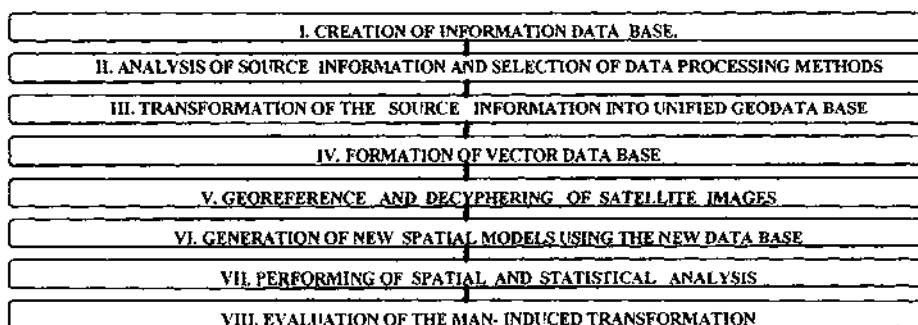 I. CREATION OF INFORMATION DATA BASE.
II. ANALYSIS OF SOURCE INFORMATION AND SELECTION OF DATA PROCESSING METHODS
III. TRANSFORMATION OF THE SOURCE INFORMATION INTO UNIFIED GEODATA BASE
IV. FORMATION OF VECTOR DATA BASE
V. GEOREFERENCE AND DECYPHERING OF SATELLITE IMAGES
VI. GENERATION OF NEW SPATIAL MODELS USING THE NEW DATA BASE
VII. PERFORMING OF SPATIAL AND STATISTICAL ANALYSIS
VIII. EVALUATION OF THE MAN- INDUCED TRANSFORMATION